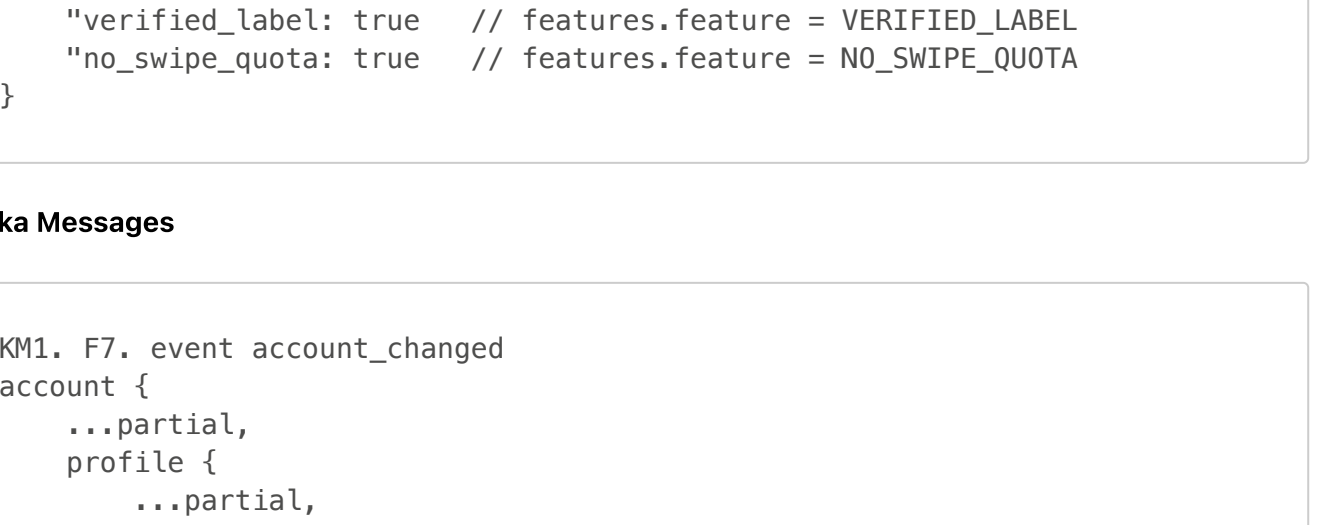 "verified_label: true   // features.feature = VERIFIED_LABEL
"no_swipe_quota: true   // features.feature = NO_SWIPE_QUOTA
}
ka Messages
KM1. F7. event account_changed
account {
...partial,
profile {
...partial,